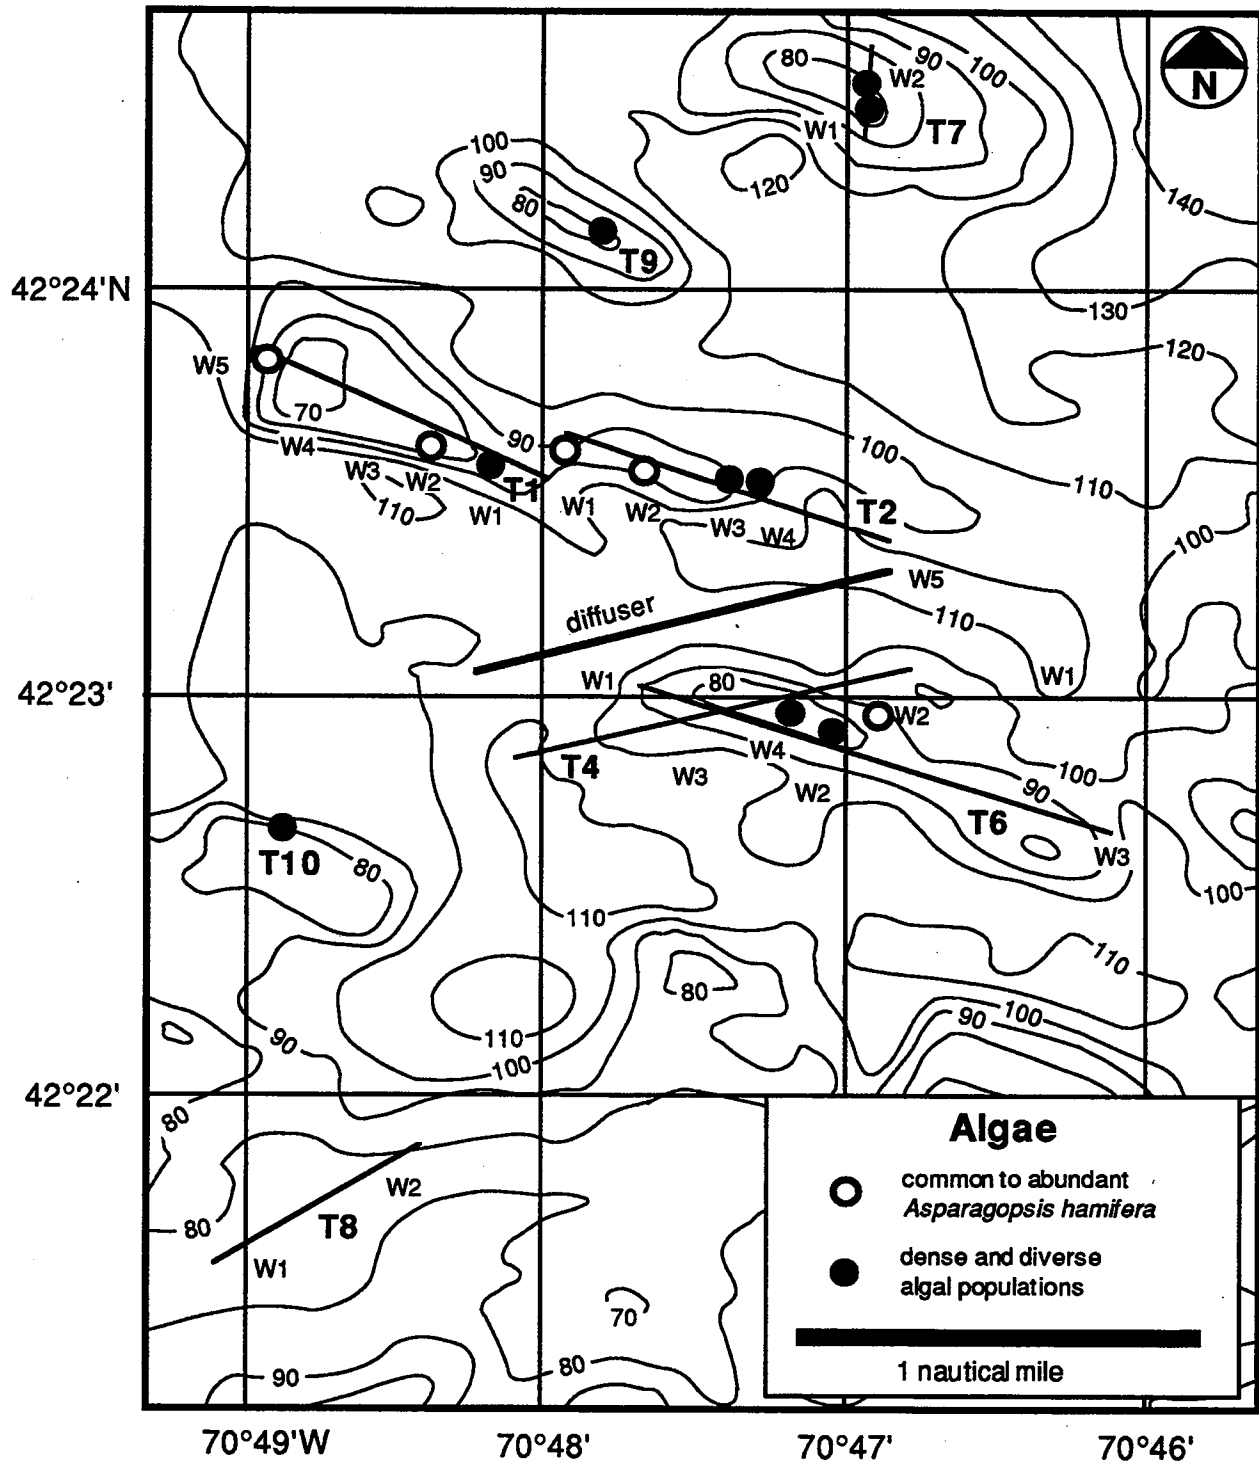 80
90
100
W2
N
W1
T7
100
90
120
140
80
T9
42°24'N
130
120
W5
70
90
100
W4
W3
W2
T1
110
110
W1
W1
W2
W3
W4
T2
100
W5
diffuser
110
W1
80
W1
42°23'
W2
T4
W4
W3
W2
100
90
T6
W3
T10
80
100
110
110
80
110
100
90
100
90
42°22'
80
Algae
common to abundant
Asparagopsis hamifera
dense and diverse
algal populations
1 nautical mile
W2
80
T8
W1
70
80
90
70°49'W
70°48'
70°47'
70°46'